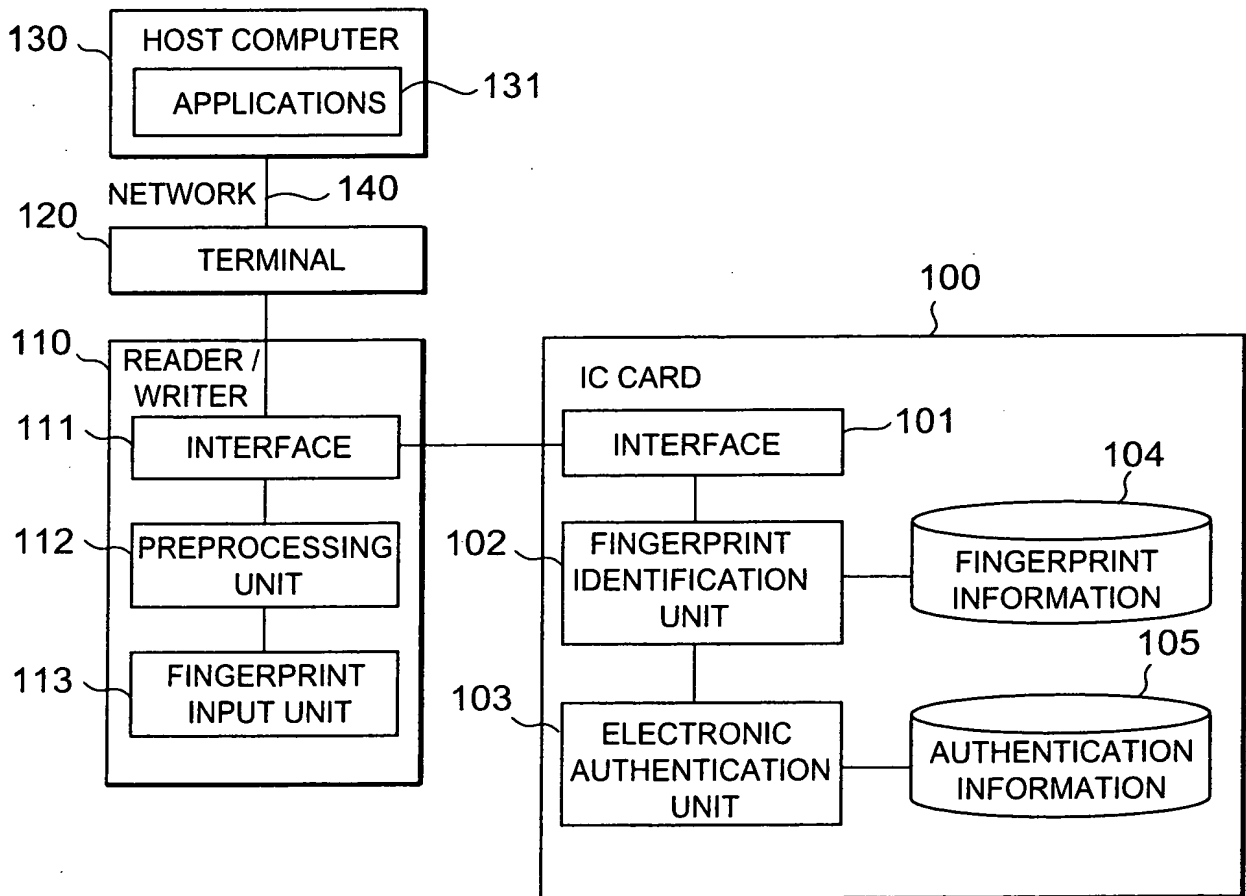 130
HOST COMPUTER
APPLICATIONS
131
NETWORK
140
120
TERMINAL
100
110
READER /
WRITER
IC CARD
111
INTERFACE
INTERFACE
101
104
112
PREPROCESSING
UNIT
102
FINGERPRINT
IDENTIFICATION
UNIT
FINGERPRINT
INFORMATION
105
113
FINGERPRINT
INPUT UNIT
103
ELECTRONIC
AUTHENTICATION
UNIT
AUTHENTICATION
INFORMATION